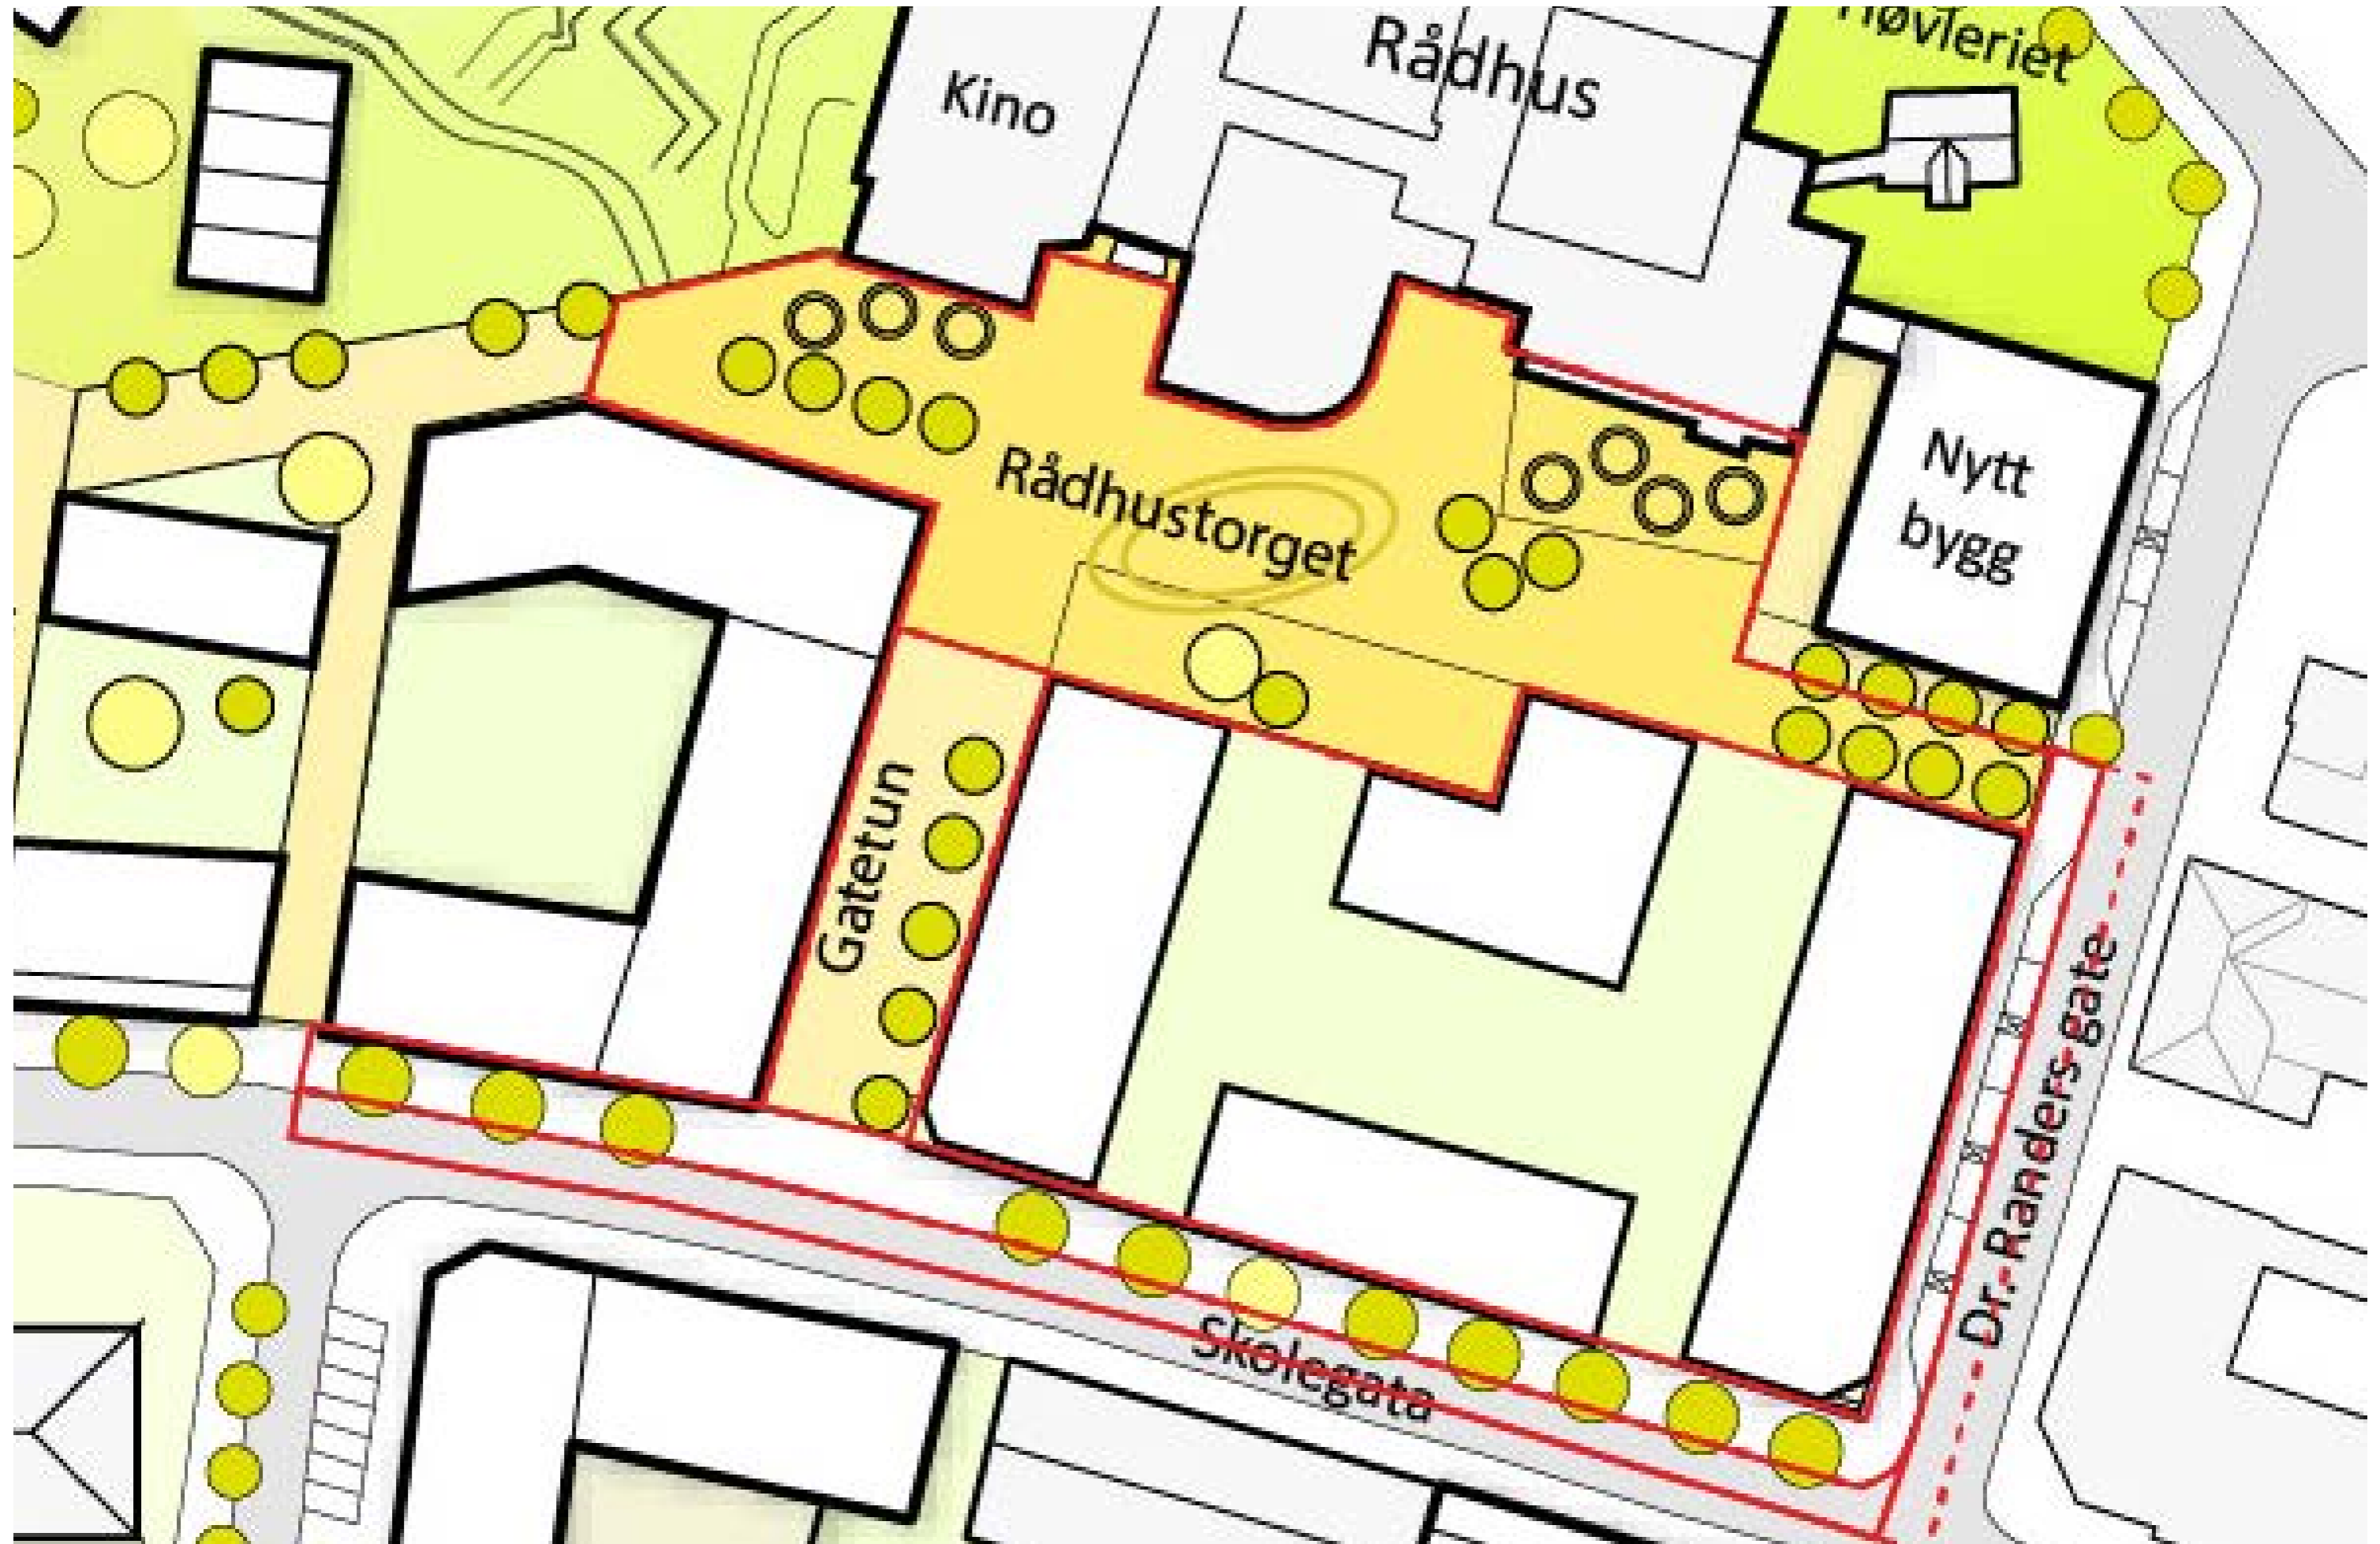 Høvleriet
Rådhus
Kino
Nytt
bygg
Rådhustorget
Gatetun
Dr. Randers gate
Skolegata